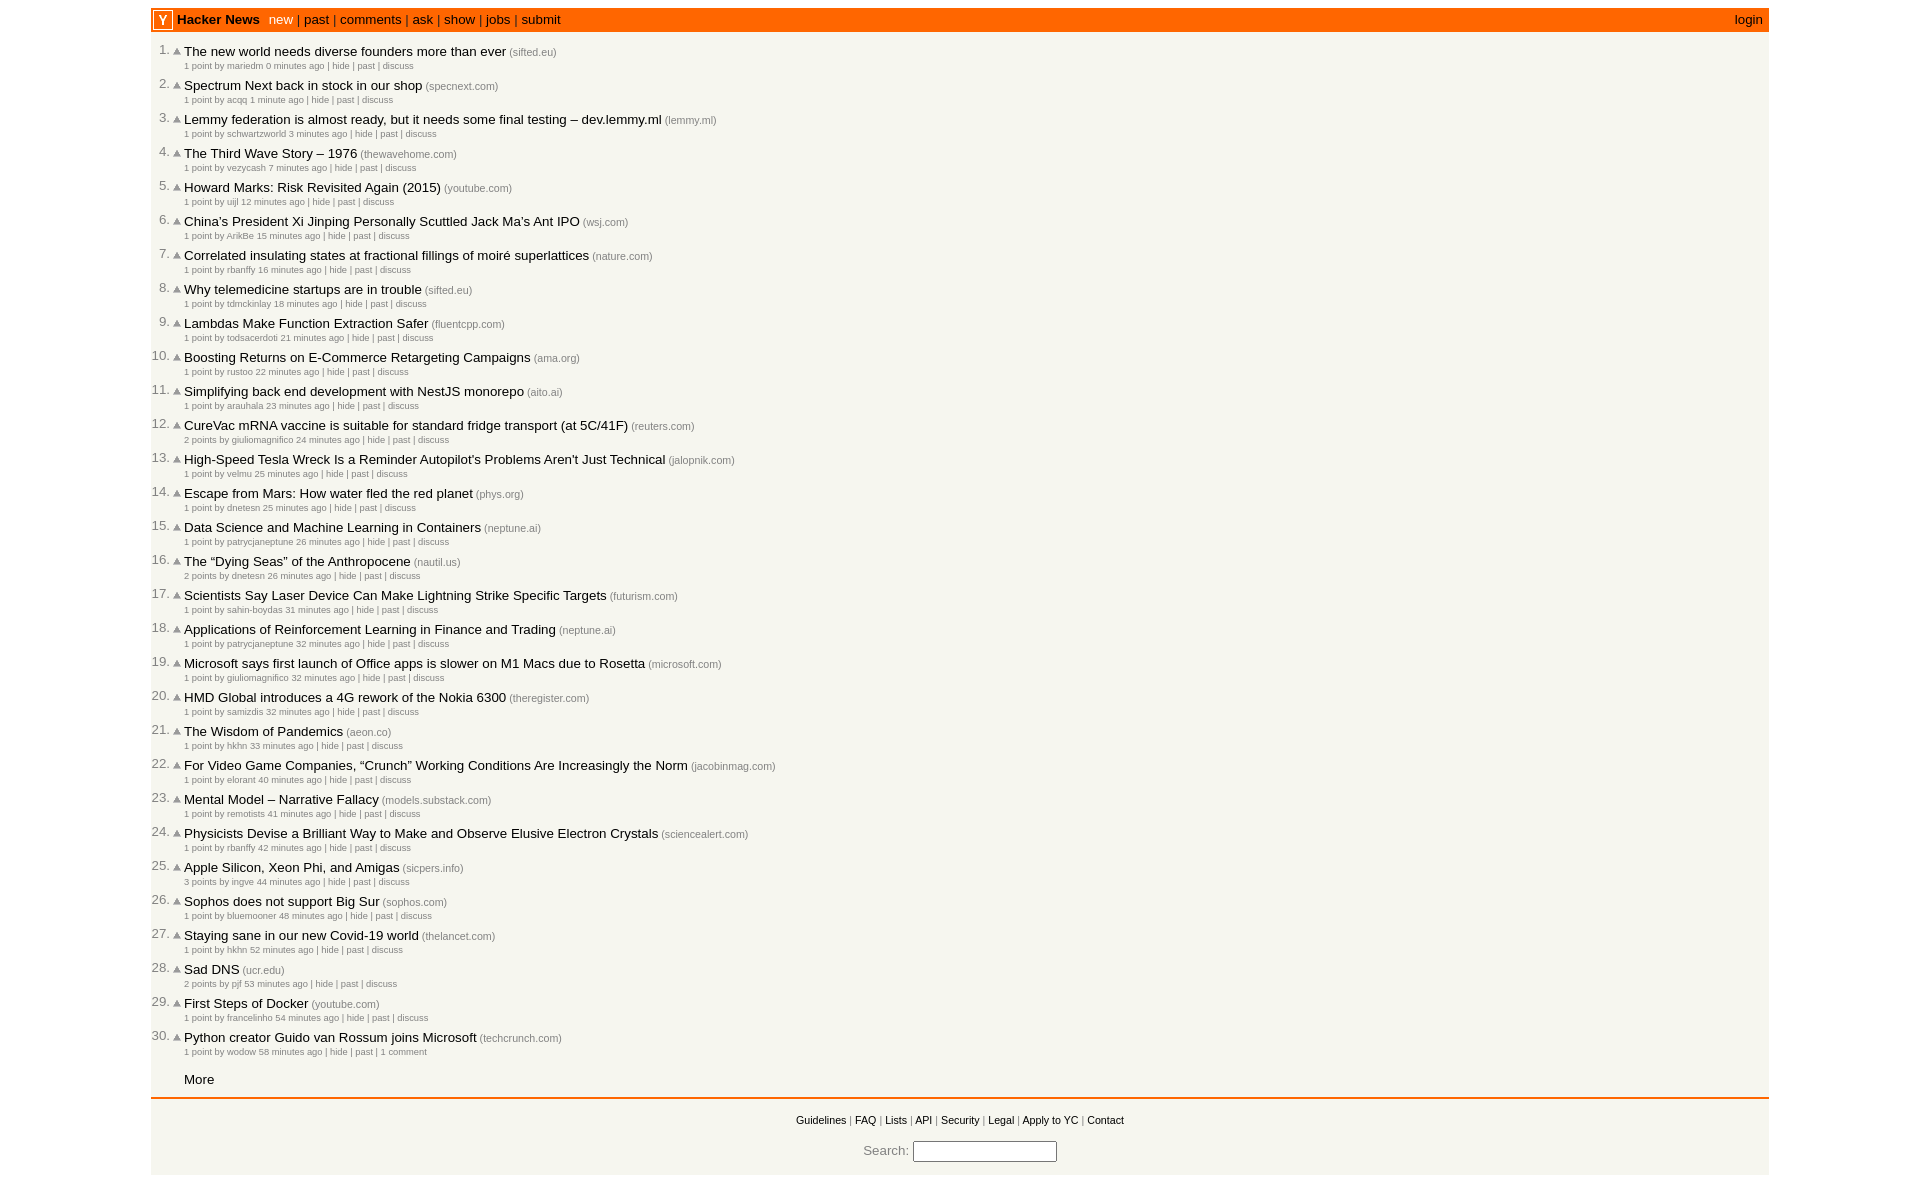 Y Hacker News new | past | comments | ask | show | jobs | submit login
1. The new world needs diverse founders more than ever (sifted.eu)
1 point by mariedm 0 minutes ago | hide | past | discuss
2. Spectrum Next back in stock in our shop (specnext.com)
1 point by acqq 1 minute ago | hide | past | discuss
3. Lemmy federation is almost ready, but it needs some final testing – dev.lemmy.ml (lemmy.ml)
1 point by schwartzworld 3 minutes ago | hide | past | discuss
4. The Third Wave Story – 1976 (thewavehome.com)
1 point by vezycash 7 minutes ago | hide | past | discuss
5. Howard Marks: Risk Revisited Again (2015) (youtube.com)
1 point by uijl 12 minutes ago | hide | past | discuss
6. China’s President Xi Jinping Personally Scuttled Jack Ma’s Ant IPO (wsj.com)
1 point by ArikBe 15 minutes ago | hide | past | discuss
7. Correlated insulating states at fractional fillings of moiré superlattices (nature.com)
1 point by rbanffy 16 minutes ago | hide | past | discuss
8. Why telemedicine startups are in trouble (sifted.eu)
1 point by tdmckinlay 18 minutes ago | hide | past | discuss
9. Lambdas Make Function Extraction Safer (fluentcpp.com)
1 point by todsacerdoti 21 minutes ago | hide | past | discuss
10. Boosting Returns on E-Commerce Retargeting Campaigns (ama.org)
1 point by rustoo 22 minutes ago | hide | past | discuss
11. Simplifying back end development with NestJS monorepo (aito.ai)
1 point by arauhala 23 minutes ago | hide | past | discuss
12. CureVac mRNA vaccine is suitable for standard fridge transport (at 5C/41F) (reuters.com)
2 points by giuliomagnifico 24 minutes ago | hide | past | discuss
13. High-Speed Tesla Wreck Is a Reminder Autopilot's Problems Aren't Just Technical (jalopnik.com)
1 point by velmu 25 minutes ago | hide | past | discuss
14. Escape from Mars: How water fled the red planet (phys.org)
1 point by dnetesn 25 minutes ago | hide | past | discuss
15. Data Science and Machine Learning in Containers (neptune.ai)
1 point by patrycjaneptune 26 minutes ago | hide | past | discuss
16. The “Dying Seas” of the Anthropocene (nautil.us)
2 points by dnetesn 26 minutes ago | hide | past | discuss
17. Scientists Say Laser Device Can Make Lightning Strike Specific Targets (futurism.com)
1 point by sahin-boydas 31 minutes ago | hide | past | discuss
18. Applications of Reinforcement Learning in Finance and Trading (neptune.ai)
1 point by patrycjaneptune 32 minutes ago | hide | past | discuss
19. Microsoft says first launch of Office apps is slower on M1 Macs due to Rosetta (microsoft.com)
1 point by giuliomagnifico 32 minutes ago | hide | past | discuss
20. HMD Global introduces a 4G rework of the Nokia 6300 (theregister.com)
1 point by samizdis 32 minutes ago | hide | past | discuss
21. The Wisdom of Pandemics (aeon.co)
1 point by hkhn 33 minutes ago | hide | past | discuss
22. For Video Game Companies, “Crunch” Working Conditions Are Increasingly the Norm (jacobinmag.com)
1 point by elorant 40 minutes ago | hide | past | discuss
23. Mental Model – Narrative Fallacy (models.substack.com)
1 point by remotists 41 minutes ago | hide | past | discuss
24. Physicists Devise a Brilliant Way to Make and Observe Elusive Electron Crystals (sciencealert.com)
1 point by rbanffy 42 minutes ago | hide | past | discuss
25. Apple Silicon, Xeon Phi, and Amigas (sicpers.info)
3 points by ingve 44 minutes ago | hide | past | discuss
26. Sophos does not support Big Sur (sophos.com)
1 point by bluemooner 48 minutes ago | hide | past | discuss
27. Staying sane in our new Covid-19 world (thelancet.com)
1 point by hkhn 52 minutes ago | hide | past | discuss
28. Sad DNS (ucr.edu)
2 points by pjf 53 minutes ago | hide | past | discuss
29. First Steps of Docker (youtube.com)
1 point by francelinho 54 minutes ago | hide | past | discuss
30. Python creator Guido van Rossum joins Microsoft (techcrunch.com)
1 point by wodow 58 minutes ago | hide | past | 1 comment
More
Guidelines | FAQ | Lists | API | Security | Legal | Apply to YC | Contact
Search: